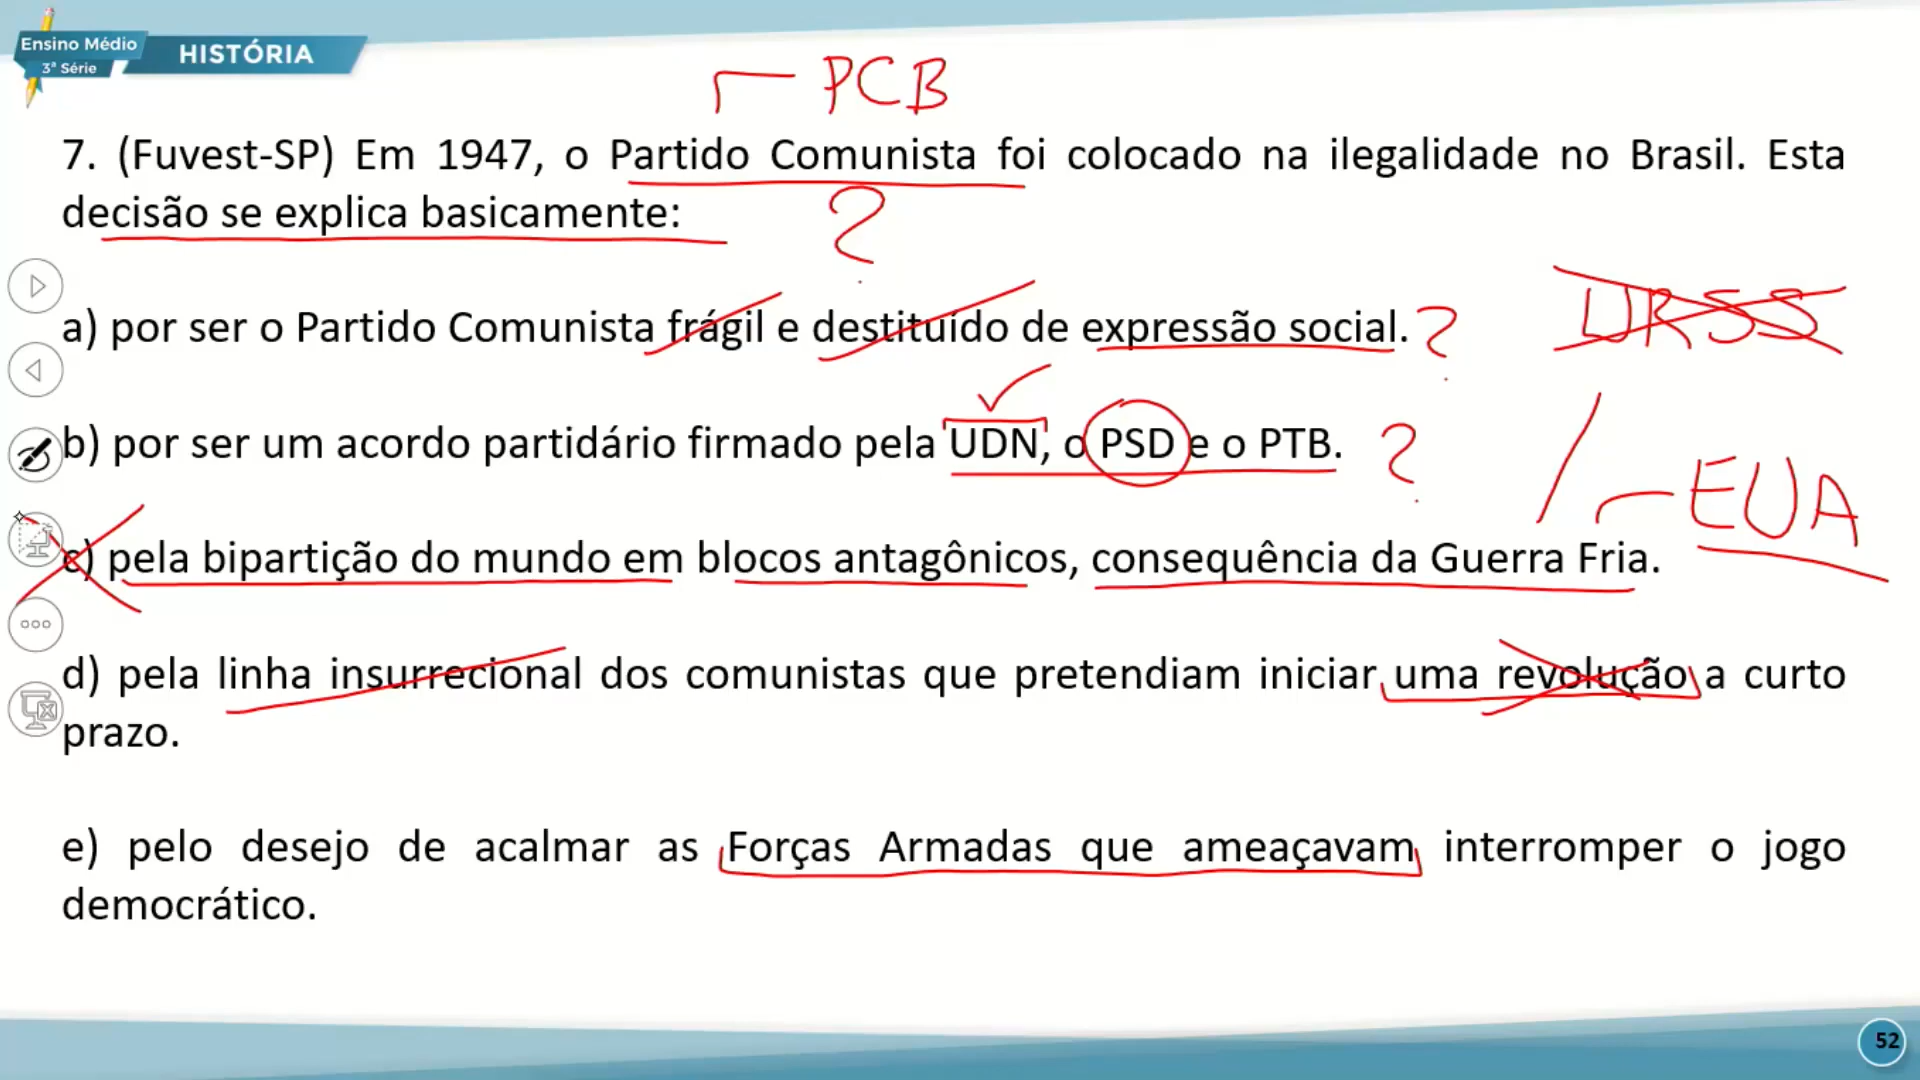 Ensino Médio
3ª Série
HISTÓRIA
PCB
7. (Fuvest-SP) Em 1947, o Partido Comunista foi colocado na ilegalidade no Brasil. Esta
decisão se explica basicamente:
?
a) por ser o Partido Comunista frágil e destituído de expressão social. ?
URSS
b) por ser um acordo partidário firmado pela UDN, o PSD e o PTB. ?
EUA
c) pela bipartição do mundo em blocos antagônicos, consequência da Guerra Fria.
d) pela linha insurrecional dos comunistas que pretendiam iniciar uma revolução a curto
prazo.
e) pelo desejo de acalmar as Forças Armadas que ameaçavam interromper o jogo
democrático.
52